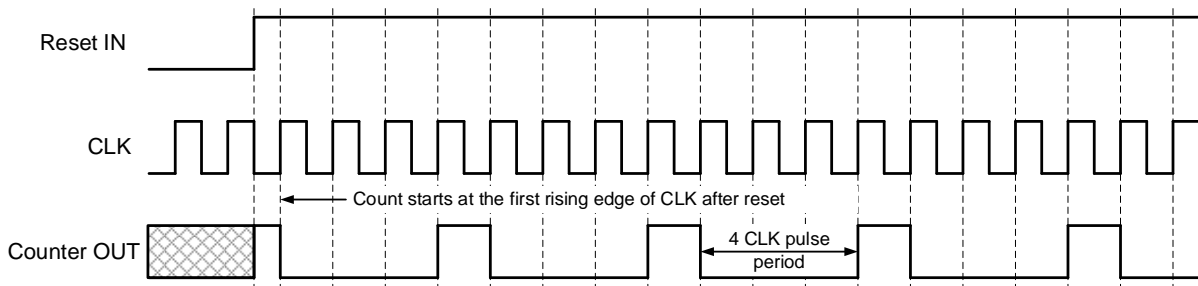 Reset IN
CLK
Count starts at the first rising edge of CLK after reset
Counter OUT
4 CLK pulse
period